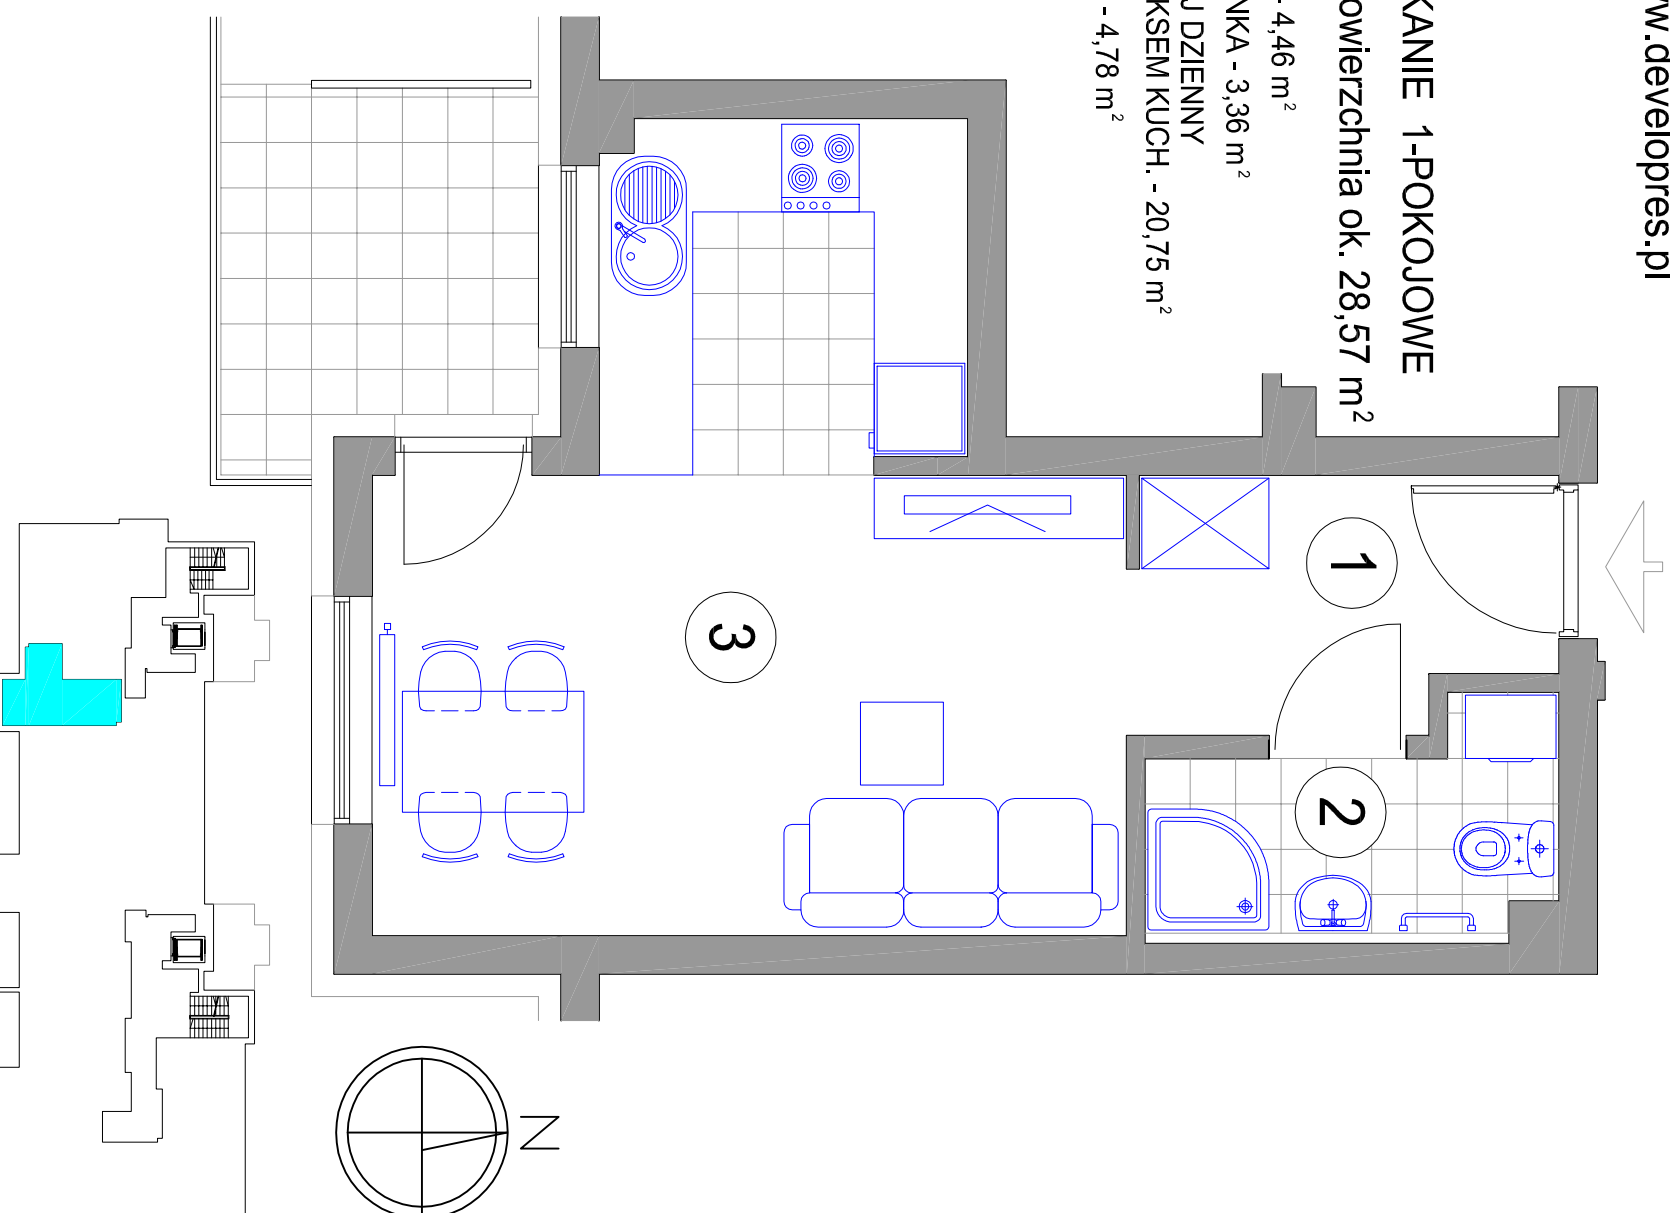 w.developres.pl
KANIE 1-POKOJOWE
owierzchnia ok. 28,57 m²
- 4,46 m²
NKA - 3,36 m²
J DZIENNY
KSEM KUCH. - 20,75 m²
- 4,78 m²
1
2
3
N